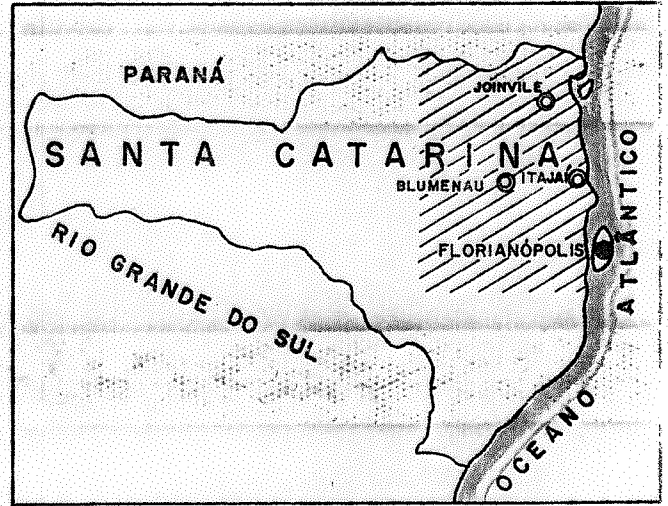 PARANÁ
JOINVILE
SANTA CATARINA
BLUMENAU
ITAJAÍ
FLORIANÓPOLIS
RIO GRANDE DO SUL
OCEANO
ATLÂNTICO